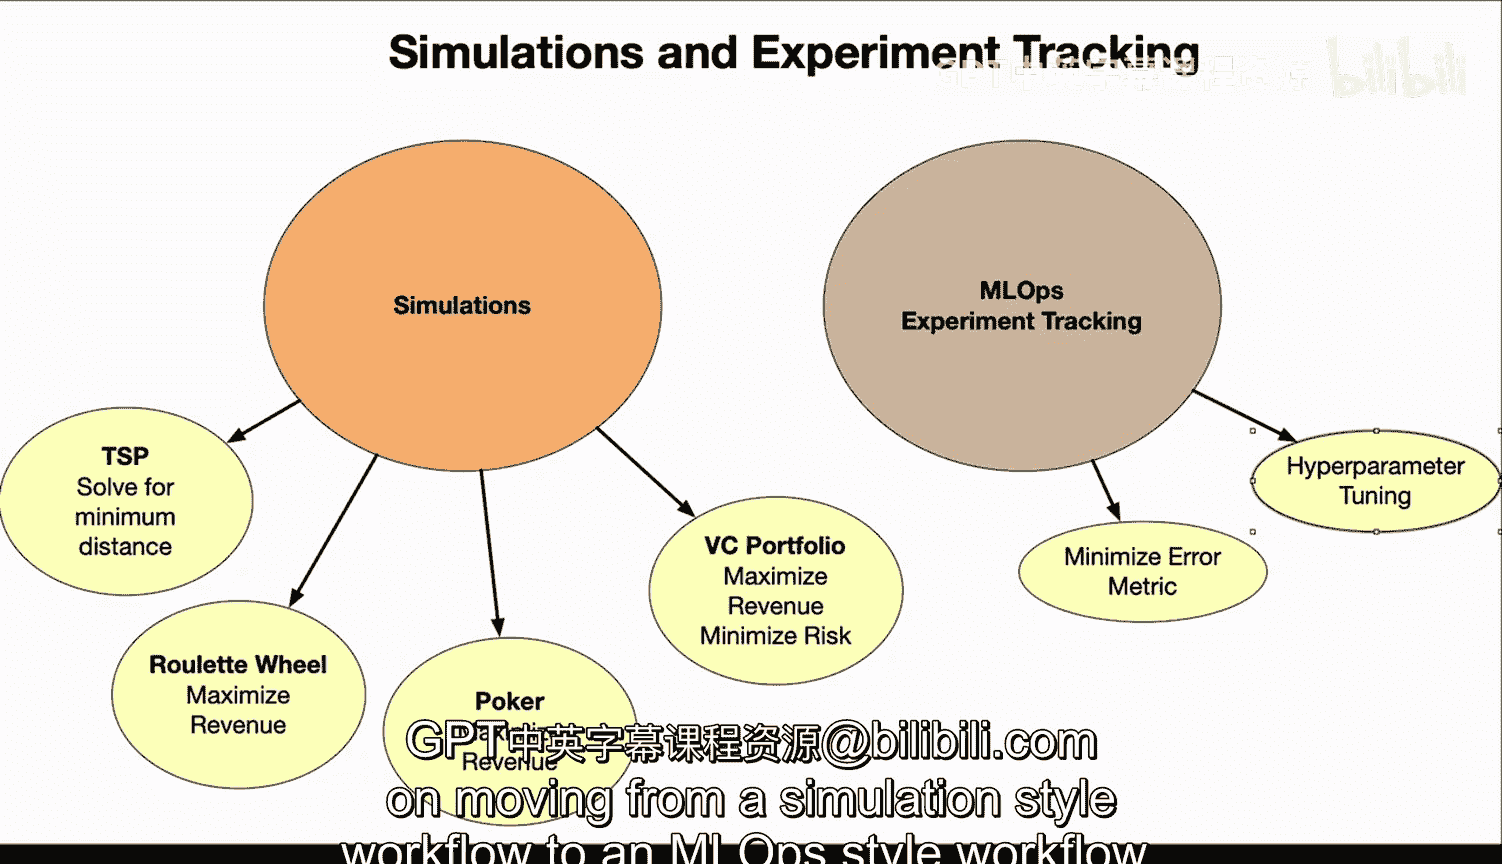 Simulations and Experiment Tracking
bilibili
Simulations
MLOps
Experiment Tracking
TSP
Solve for
minimum
distance
Roulette Wheel
Maximize
Revenue
Poker
Revenue
VC Portfolio
Maximize
Revenue
Minimize Risk
Minimize Error
Metric
Hyperparameter
Tuning
GPT中英字幕课程资源@bilibili.com
on moving from a simulation style
workflow to an MLOps style workflow